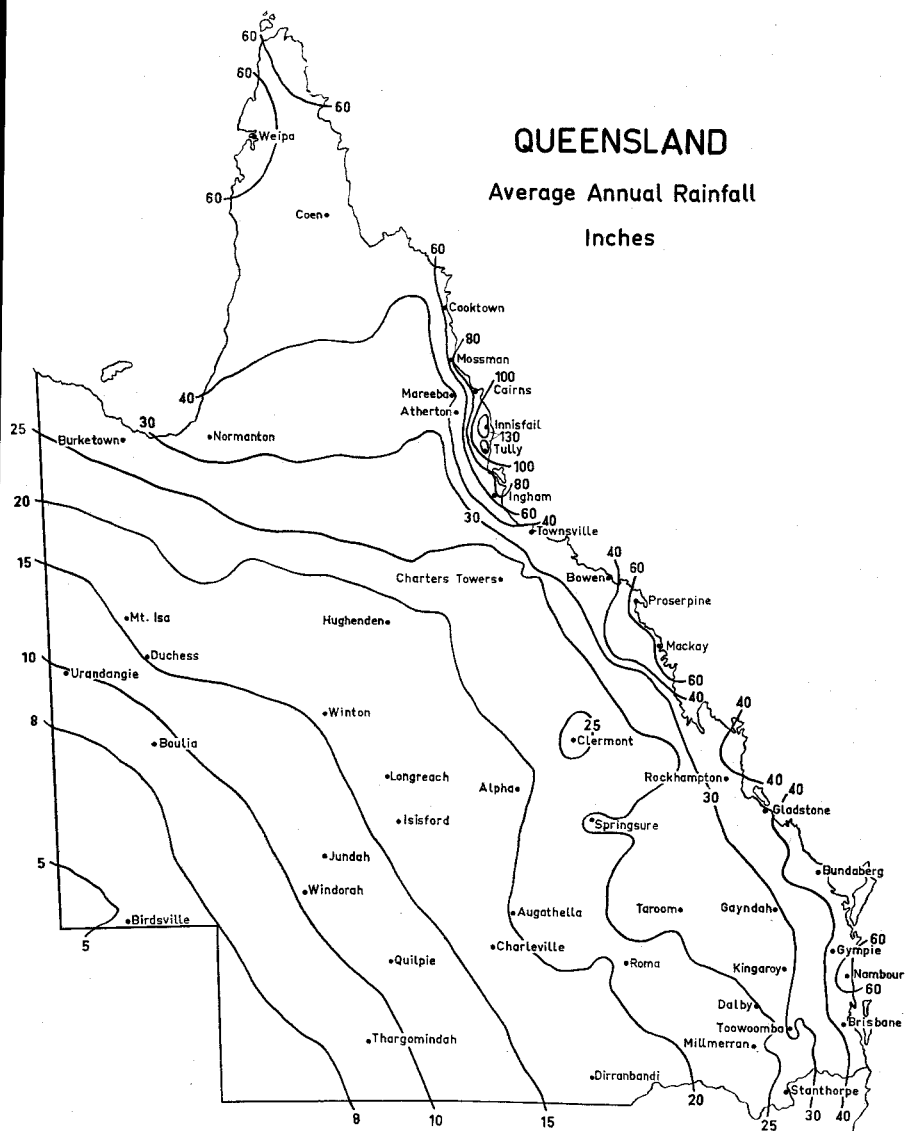 QUEENSLAND
Average Annual Rainfall
Inches
60
60
60
Weipa
60
Coen
60
Cooktown
80
Mossman
100
Mareeba
Cairns
40
Atherton
30
Innisfail
25
Burketown
Normanton
130
Tully
100
80
Ingham
20
30
60
40
Townsville
15
40
Charters Towers
Bowen
60
Proserpine
Mt. Isa
Hughenden
Mackay
10
Duchess
Urandangie
60
40
8
Winton
40
25
Boulia
Clermont
Longreach
Alpha
Rockhampton
40
30
40
Isisford
Springsure
Gladstone
Jundah
5
Bundaberg
Windorah
Birdsville
Augathella
Taroom
Gayndah
5
Charleville
60
Gympie
Quilpie
Roma
Kingaroy
Nambour
60
Dalby
Toowoomba
Brisbane
Thargomindah
Millmerran
Dirranbandi
Stanthorpe
8
10
15
20
25
30
40